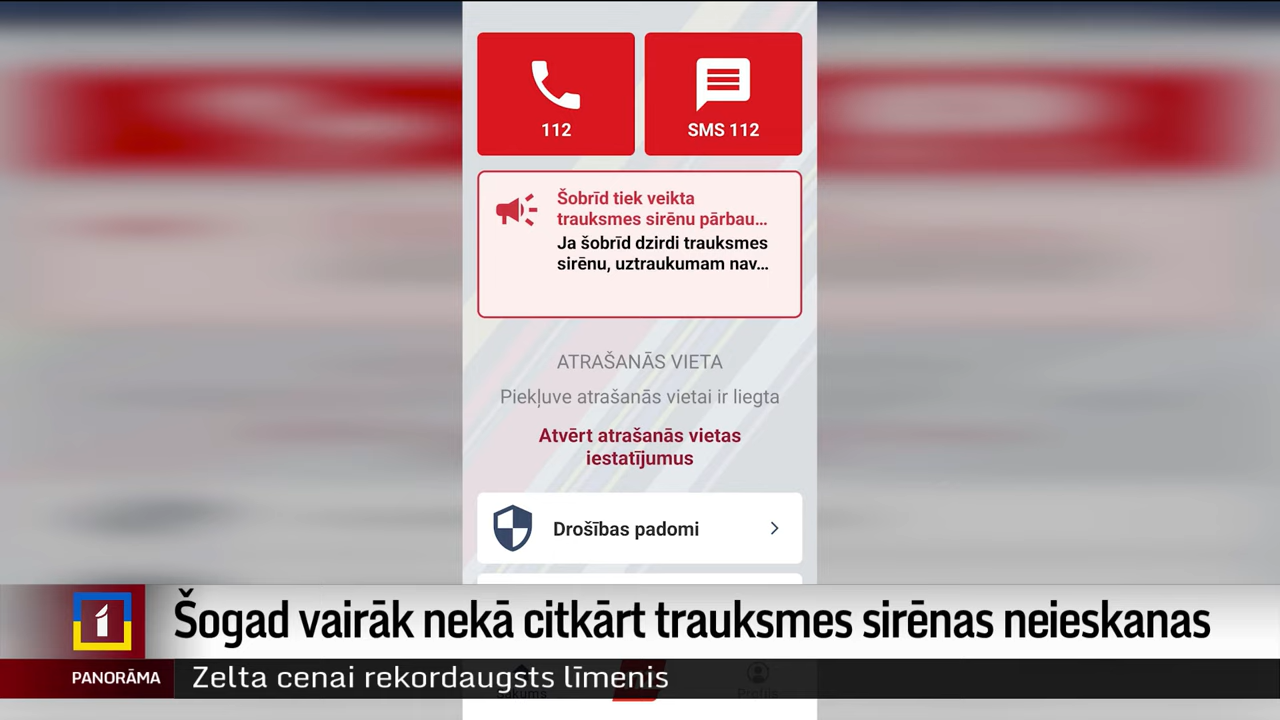 112
SMS 112
Šobrīd tiek veikta
trauksmes sirēnu pārbau...
Ja šobrīd dzirdi trauksmes
sirēnu, uztraukumam nav...
ATRAŠANĀS VIETA
Piekļuve atrašanās vietai ir liegta
Atvērt atrašanās vietas
iestatījumus
Drošības padomi
1
Šogad vairāk nekā citkārt trauksmes sirēnas neieskanas
PANORĀMA
Zelta cenai rekordaugsts līmenis
Sākums
Profils